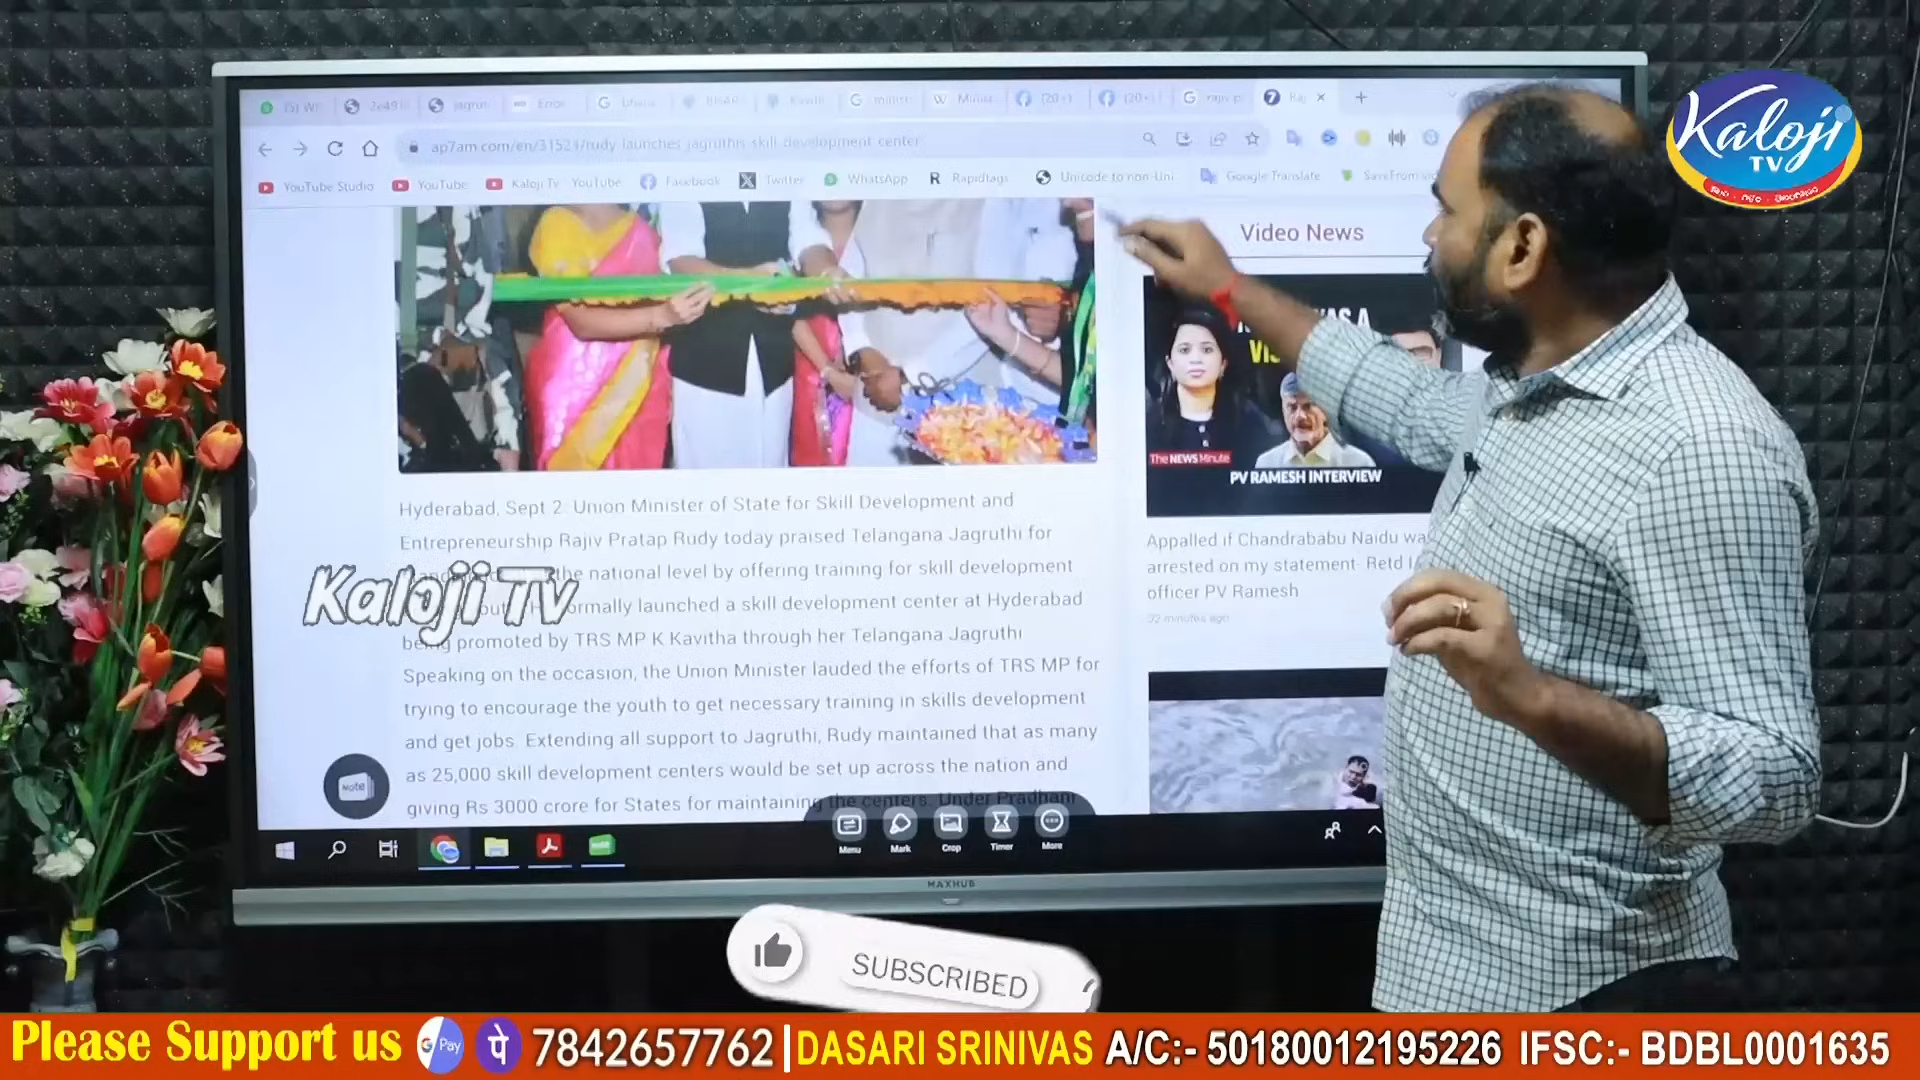 Kaloji
TV
ap7am.com/en/31521/rudy launches jagruthis skill development center
YouTube Studio YouTube Kaloji Tv YouTube Facebook Twitter WhatsApp Rapidtags Unicode to non-Uni Google Translate SaveFrom
Video News
The NEWS Minute
PV RAMESH INTERVIEW
Appalled if Chandrababu Naidu wa
arrested on my statement- Retd I
officer PV Ramesh
32 minutes ago
Hyderabad, Sept 2: Union Minister of State for Skill Development and
Entrepreneurship Rajiv Pratap Rudy today praised Telangana Jagruthi for
the national level by offering training for skill development
ormally launched a skill development center at Hyderabad
being promoted by TRS MP K Kavitha through her Telangana Jagruthi
Speaking on the occasion, the Union Minister lauded the efforts of TRS MP for
trying to encourage the youth to get necessary training in skills development
and get jobs. Extending all support to Jagruthi, Rudy maintained that as many
as 25,000 skill development centers would be set up across the nation and
giving Rs 3000 crore for States for maintaining the centers. Under Pradhani
Kaloji Tv
Note
Menu Mark Crop Timer More
MAXHUB
SUBSCRIBED
Please Support us G Pay पे 7842657762 | DASARI SRINIVAS A/C:- 50180012195226 IFSC:- BDBL0001635